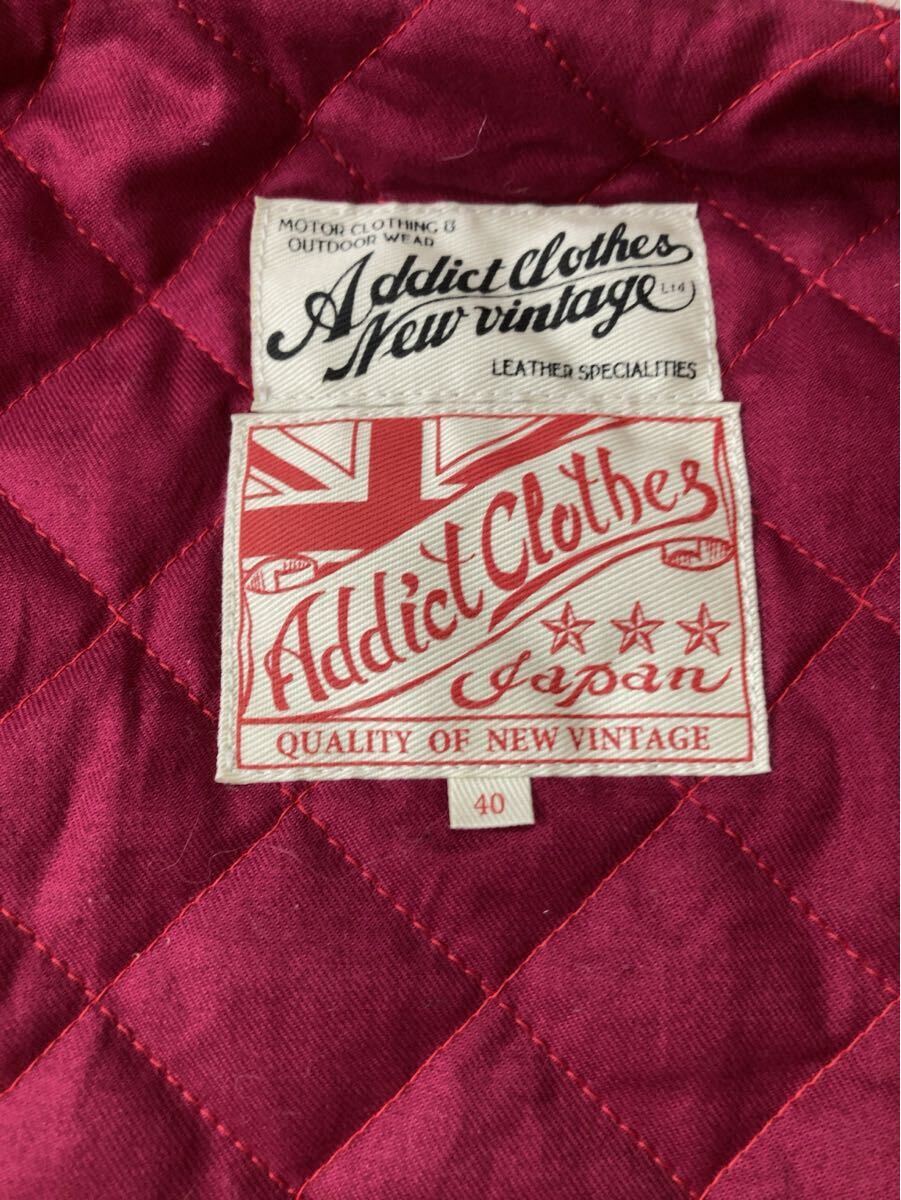 MOTOR CLOTHING &
OUTDOOR WEAR
Addict Clothes
New vintage Ltd
LEATHER SPECIALITIES
Addict Clothes
Japan
QUALITY OF NEW VINTAGE
40